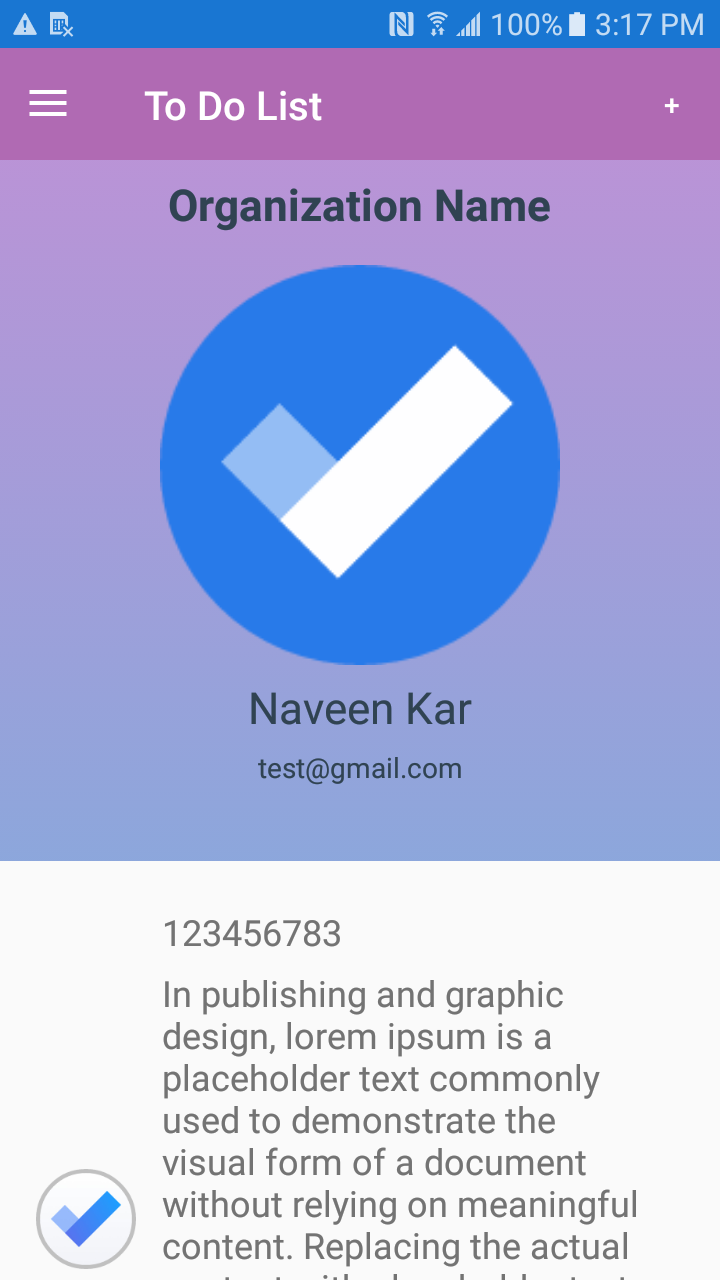 100% 3:17 PM
To Do List +
Organization Name
Naveen Kar
test@gmail.com
123456783
In publishing and graphic
design, lorem ipsum is a
placeholder text commonly
used to demonstrate the
visual form of a document
without relying on meaningful
content. Replacing the actual